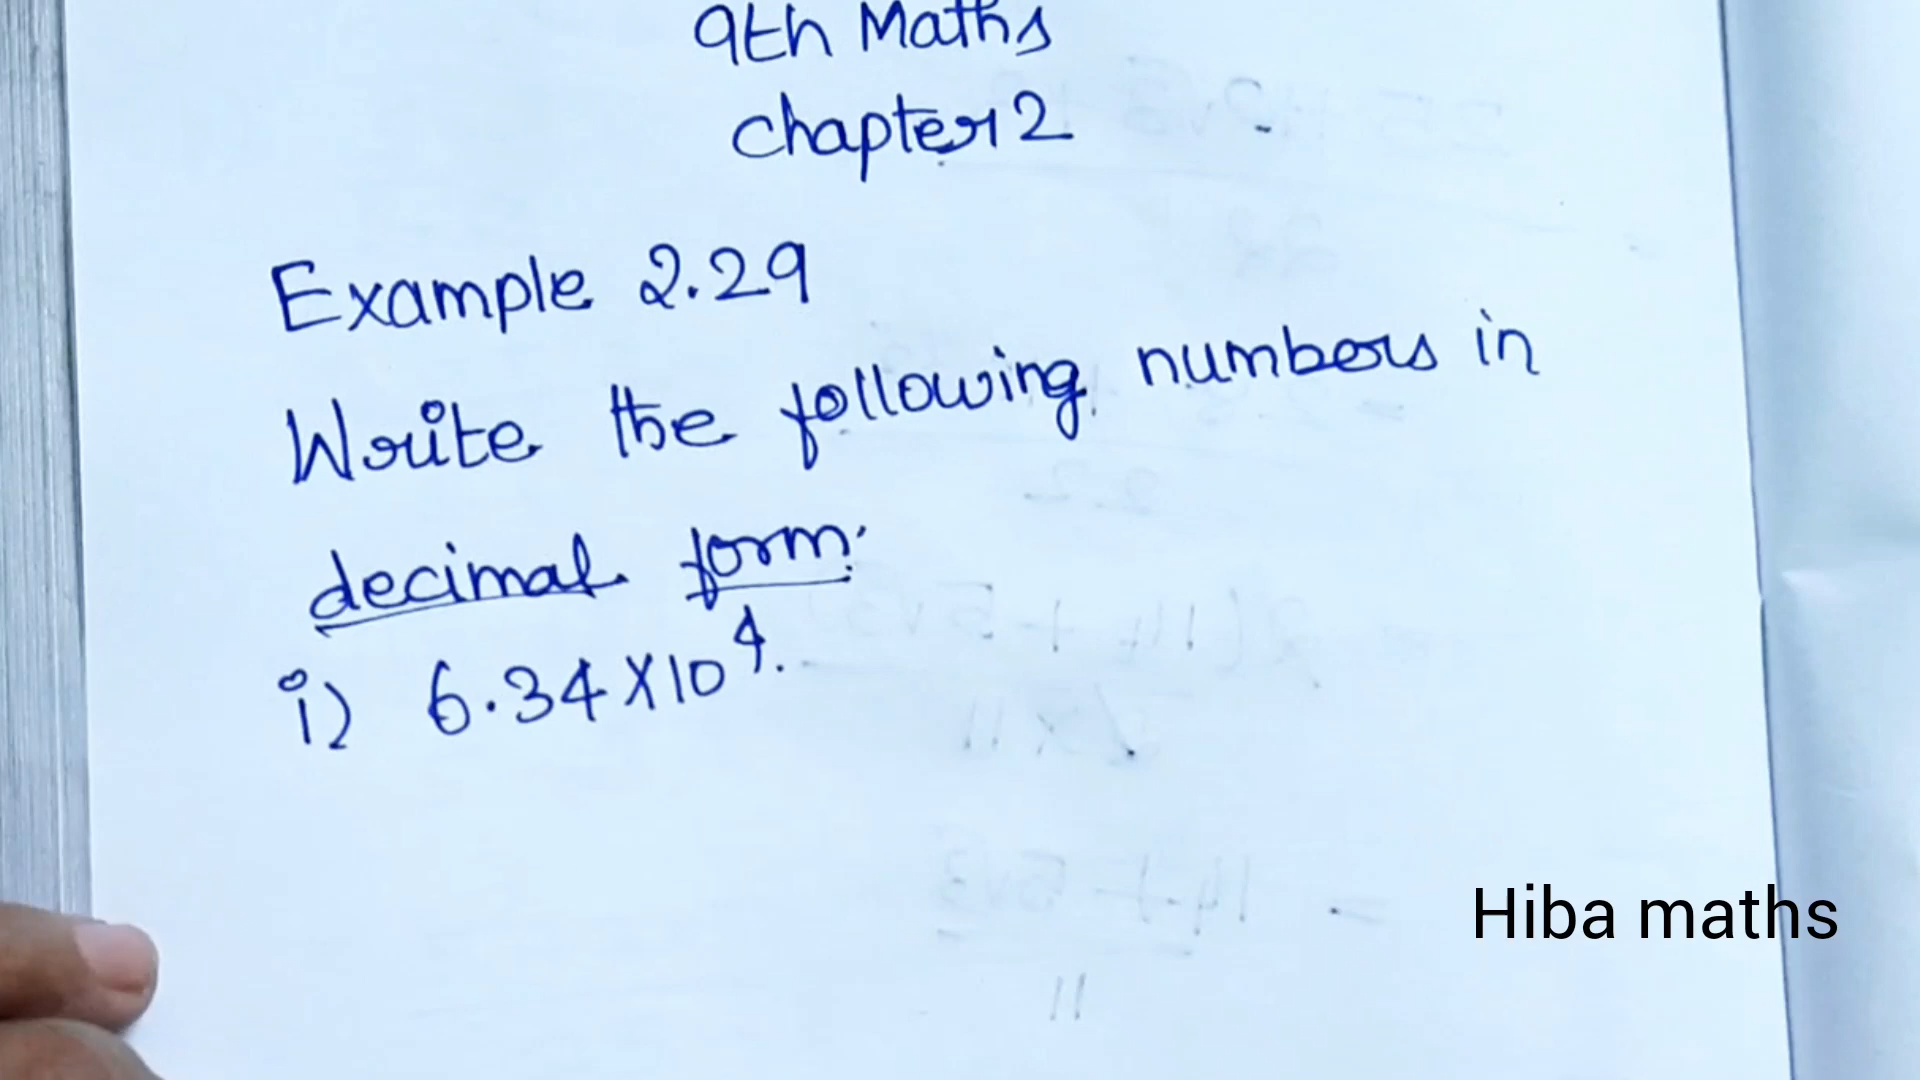 9th Maths
Chapter 2
Example 2.29
Write the following numbers in
decimal form:
i) 6.34×10⁴.
Hiba maths